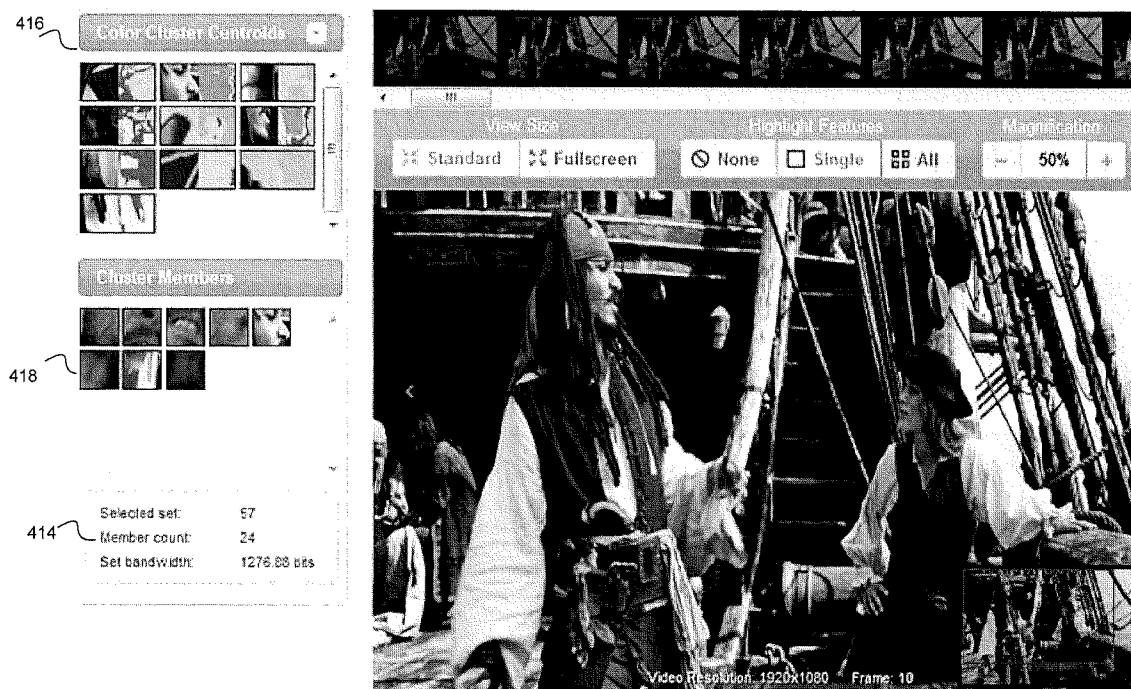 416
Color Cluster Centroids
View Size
Highlight Features
Magnification
Standard
Fullscreen
None
Single
All
50%
Cluster Members
418
414
Selected set: 57
Member count: 24
Set bandwidth: 1276.88 bits
Video Resolution: 1920x1080 Frame: 10